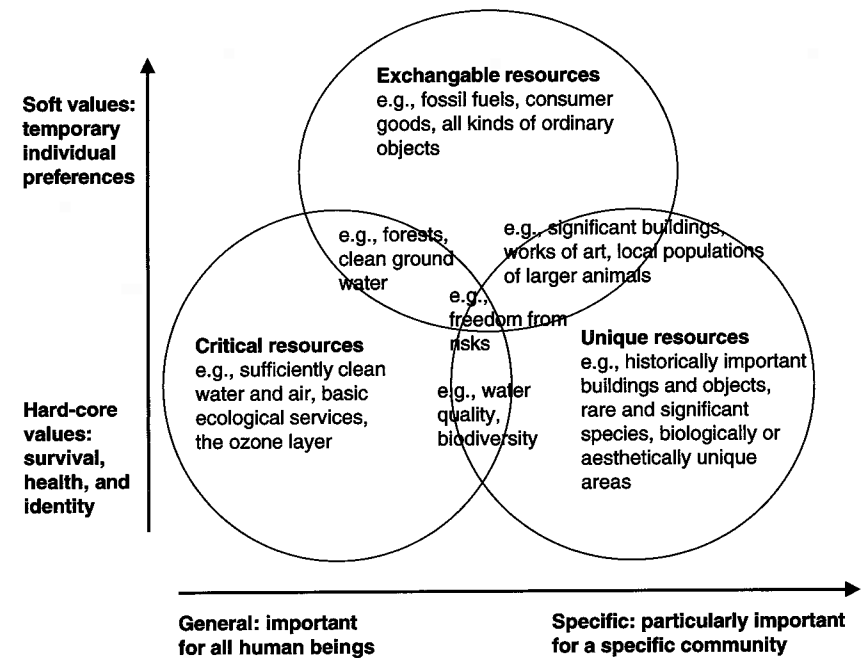 Exchangable resources
e.g., fossil fuels, consumer
goods, all kinds of ordinary
objects
Soft values:
temporary
individual
preferences
e.g., forests,
clean ground
water
e.g., significant buildings,
works of art, local populations
of larger animals
e.g.,
freedom from
risks
Critical resources
e.g., sufficiently clean
water and air, basic
ecological services,
the ozone layer
Unique resources
e.g., historically important
buildings and objects,
rare and significant
species, biologically or
aesthetically unique
areas
e.g., water
quality,
biodiversity
Hard-core
values:
survival,
health, and
identity
General: important
for all human beings
Specific: particularly important
for a specific community